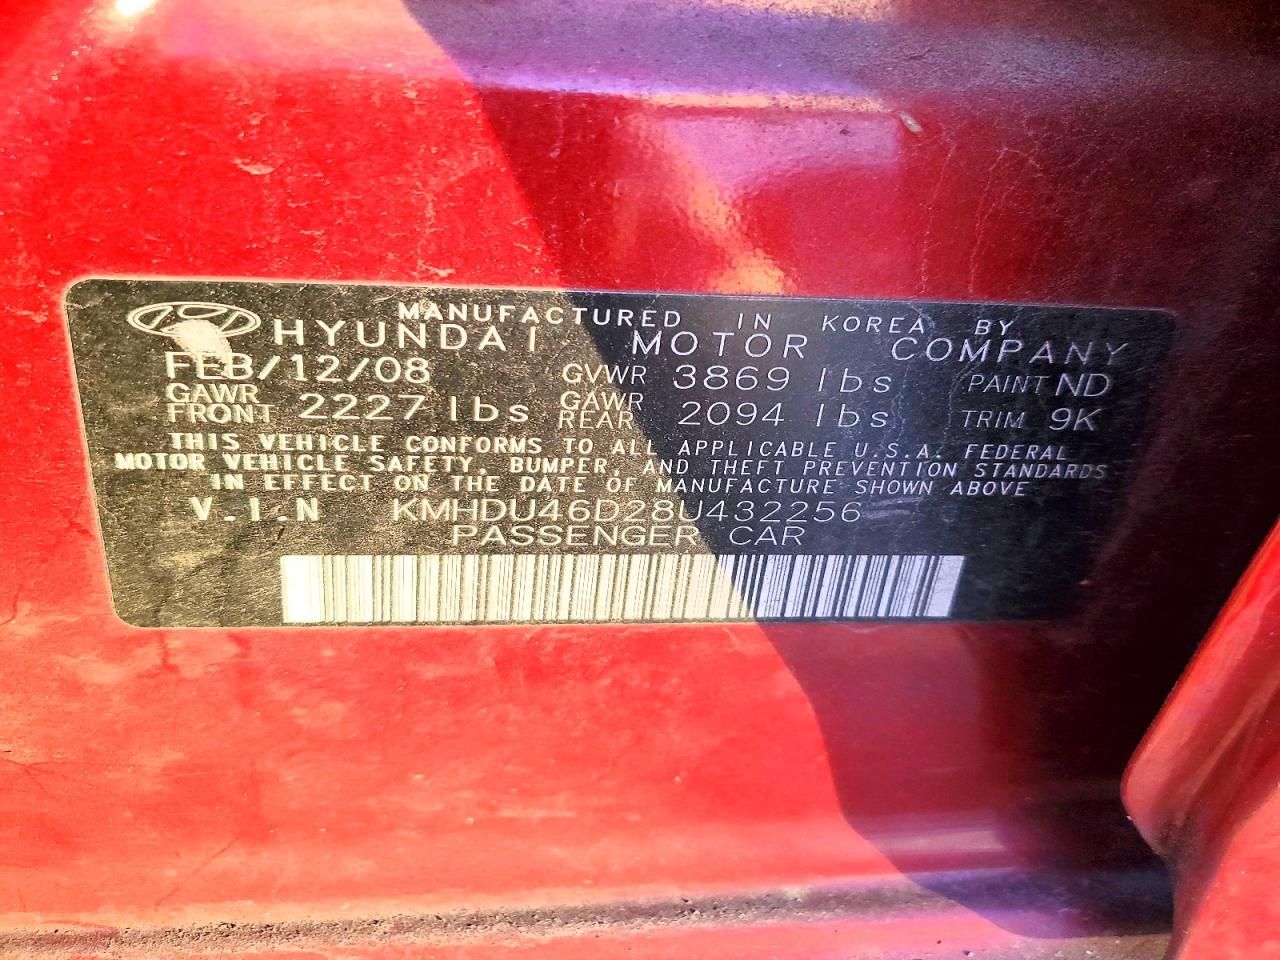 MANUFACTURED IN KOREA BY
HYUNDAI MOTOR COMPANY
FEB/12/08 GVWR 3869 lbs PAINT ND
GAWR FRONT 2227 lbs GAWR REAR 2094 lbs TRIM 9K
THIS VEHICLE CONFORMS TO ALL APPLICABLE U.S.A. FEDERAL
MOTOR VEHICLE SAFETY, BUMPER, AND THEFT PREVENTION STANDARDS
IN EFFECT ON THE DATE OF MANUFACTURE SHOWN ABOVE
V.I.N KMHDU46D28U432256
PASSENGER CAR